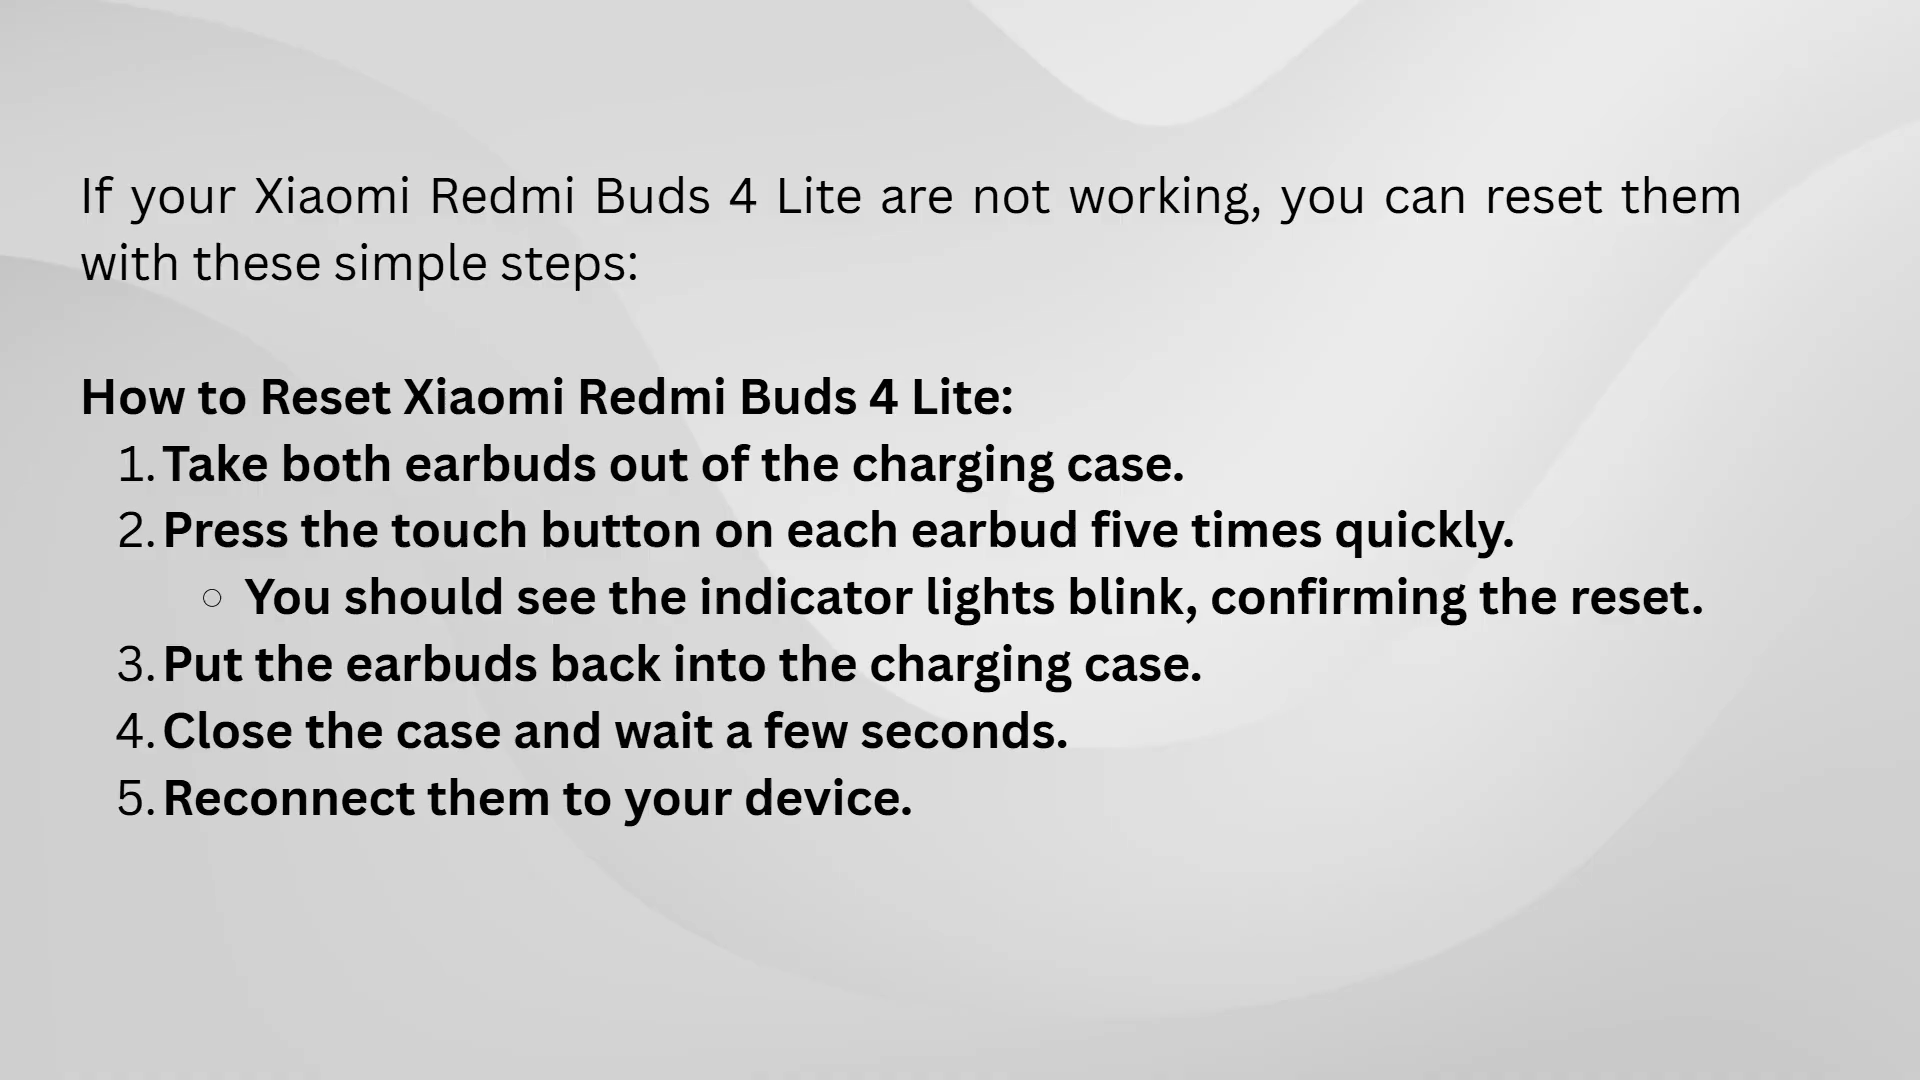 If your Xiaomi Redmi Buds 4 Lite are not working, you can reset them
with these simple steps:
How to Reset Xiaomi Redmi Buds 4 Lite:
1. Take both earbuds out of the charging case.
2. Press the touch button on each earbud five times quickly.
○ You should see the indicator lights blink, confirming the reset.
3. Put the earbuds back into the charging case.
4. Close the case and wait a few seconds.
5. Reconnect them to your device.